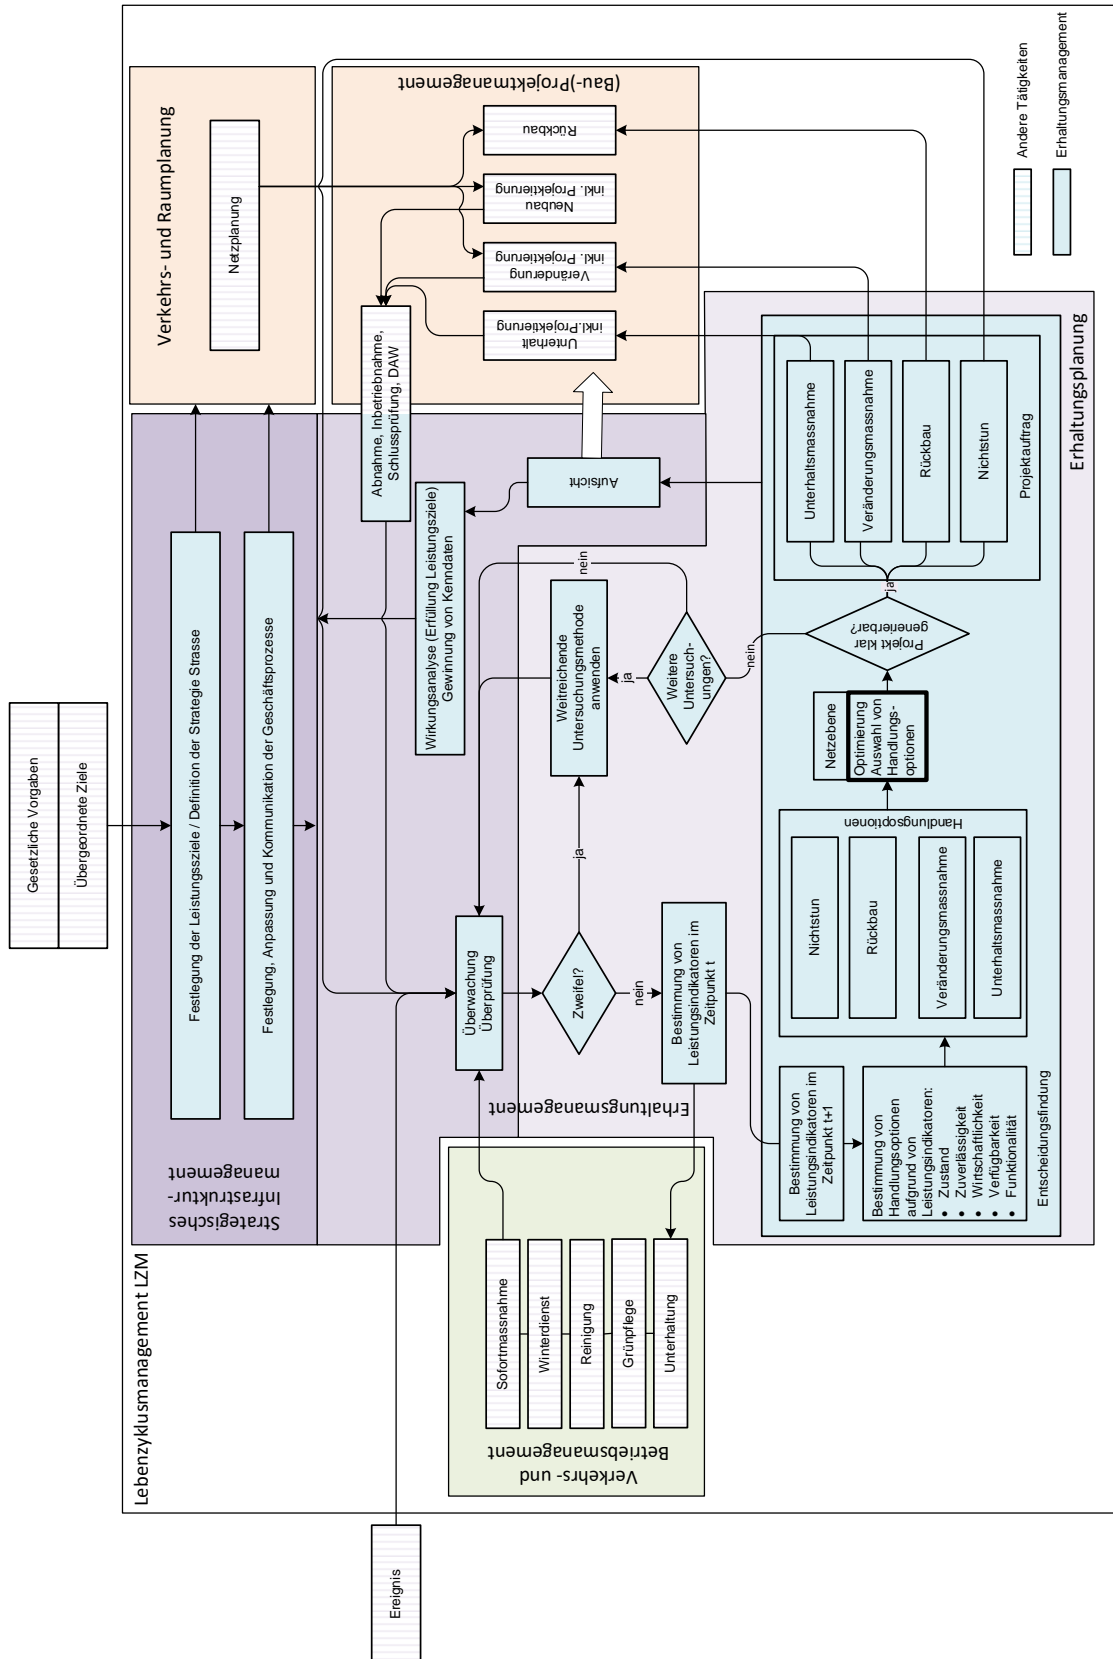 Gesetzliche Vorgaben
Übergeordnete Ziele
Lebenzyklusmanagement LZM
Ereignis
Strategisches
Infrastruktur-
management
Festlegung der Leistungssziele / Definition der Strategie Strasse
Festlegung, Anpassung und Kommunikation der Geschäftsprozesse
Verkehrs- und Raumplanung
Netzplanung
(Bau-)Projektmanagement
Rückbau
Neubau
inkl. Projektierung
Veränderung
inkl. Projektierung
Unterhalt
inkl.Projektierung
Abnahme, Inbetriebnahme,
Schlussprüfung, DAW
Wirkungsanalyse (Erfüllung Leistungsziele)
Gewinnung von Kenndaten
Aufsicht
Verkehrs - und
Betriebsmanagement
Sofortmassnahme
Winterdienst
Reinigung
Grünpflege
Unterhaltung
Erhaltungsmanagement
Überwachung
Überprüfung
Zweifel?
ja
nein
Weitreichende
Untersuchungsmethode
anwenden
Weitere
Untersuch-
ungen?
ja
nein
nein
Bestimmung von
Leistungsindikatoren im
Zeitpunkt t
Bestimmung von
Leistungsindikatoren im
Zeitpunkt t+1
Bestimmung von
Handlungsoptionen
aufgrund von
Leistungsindikatoren:
• Zustand
• Zuverlässigkeit
• Wirtschaftlichkeit
• Verfügbarkeit
• Funktionalität
Entscheidungsfindung
Handlungsoptionen
Nichtstun
Rückbau
Veränderungsmassnahme
Unterhaltsmassnahme
Netzebene
Optimierung
Auswahl von
Handlungs-
optionen
Projekt klar
generierbar?
ja
Unterhaltsmassnahme
Veränderungsmassnahme
Rückbau
Nichtstun
Projektauftrag
Erhaltungsplanung
Andere Tätigkeiten
Erhaltungsmanagement